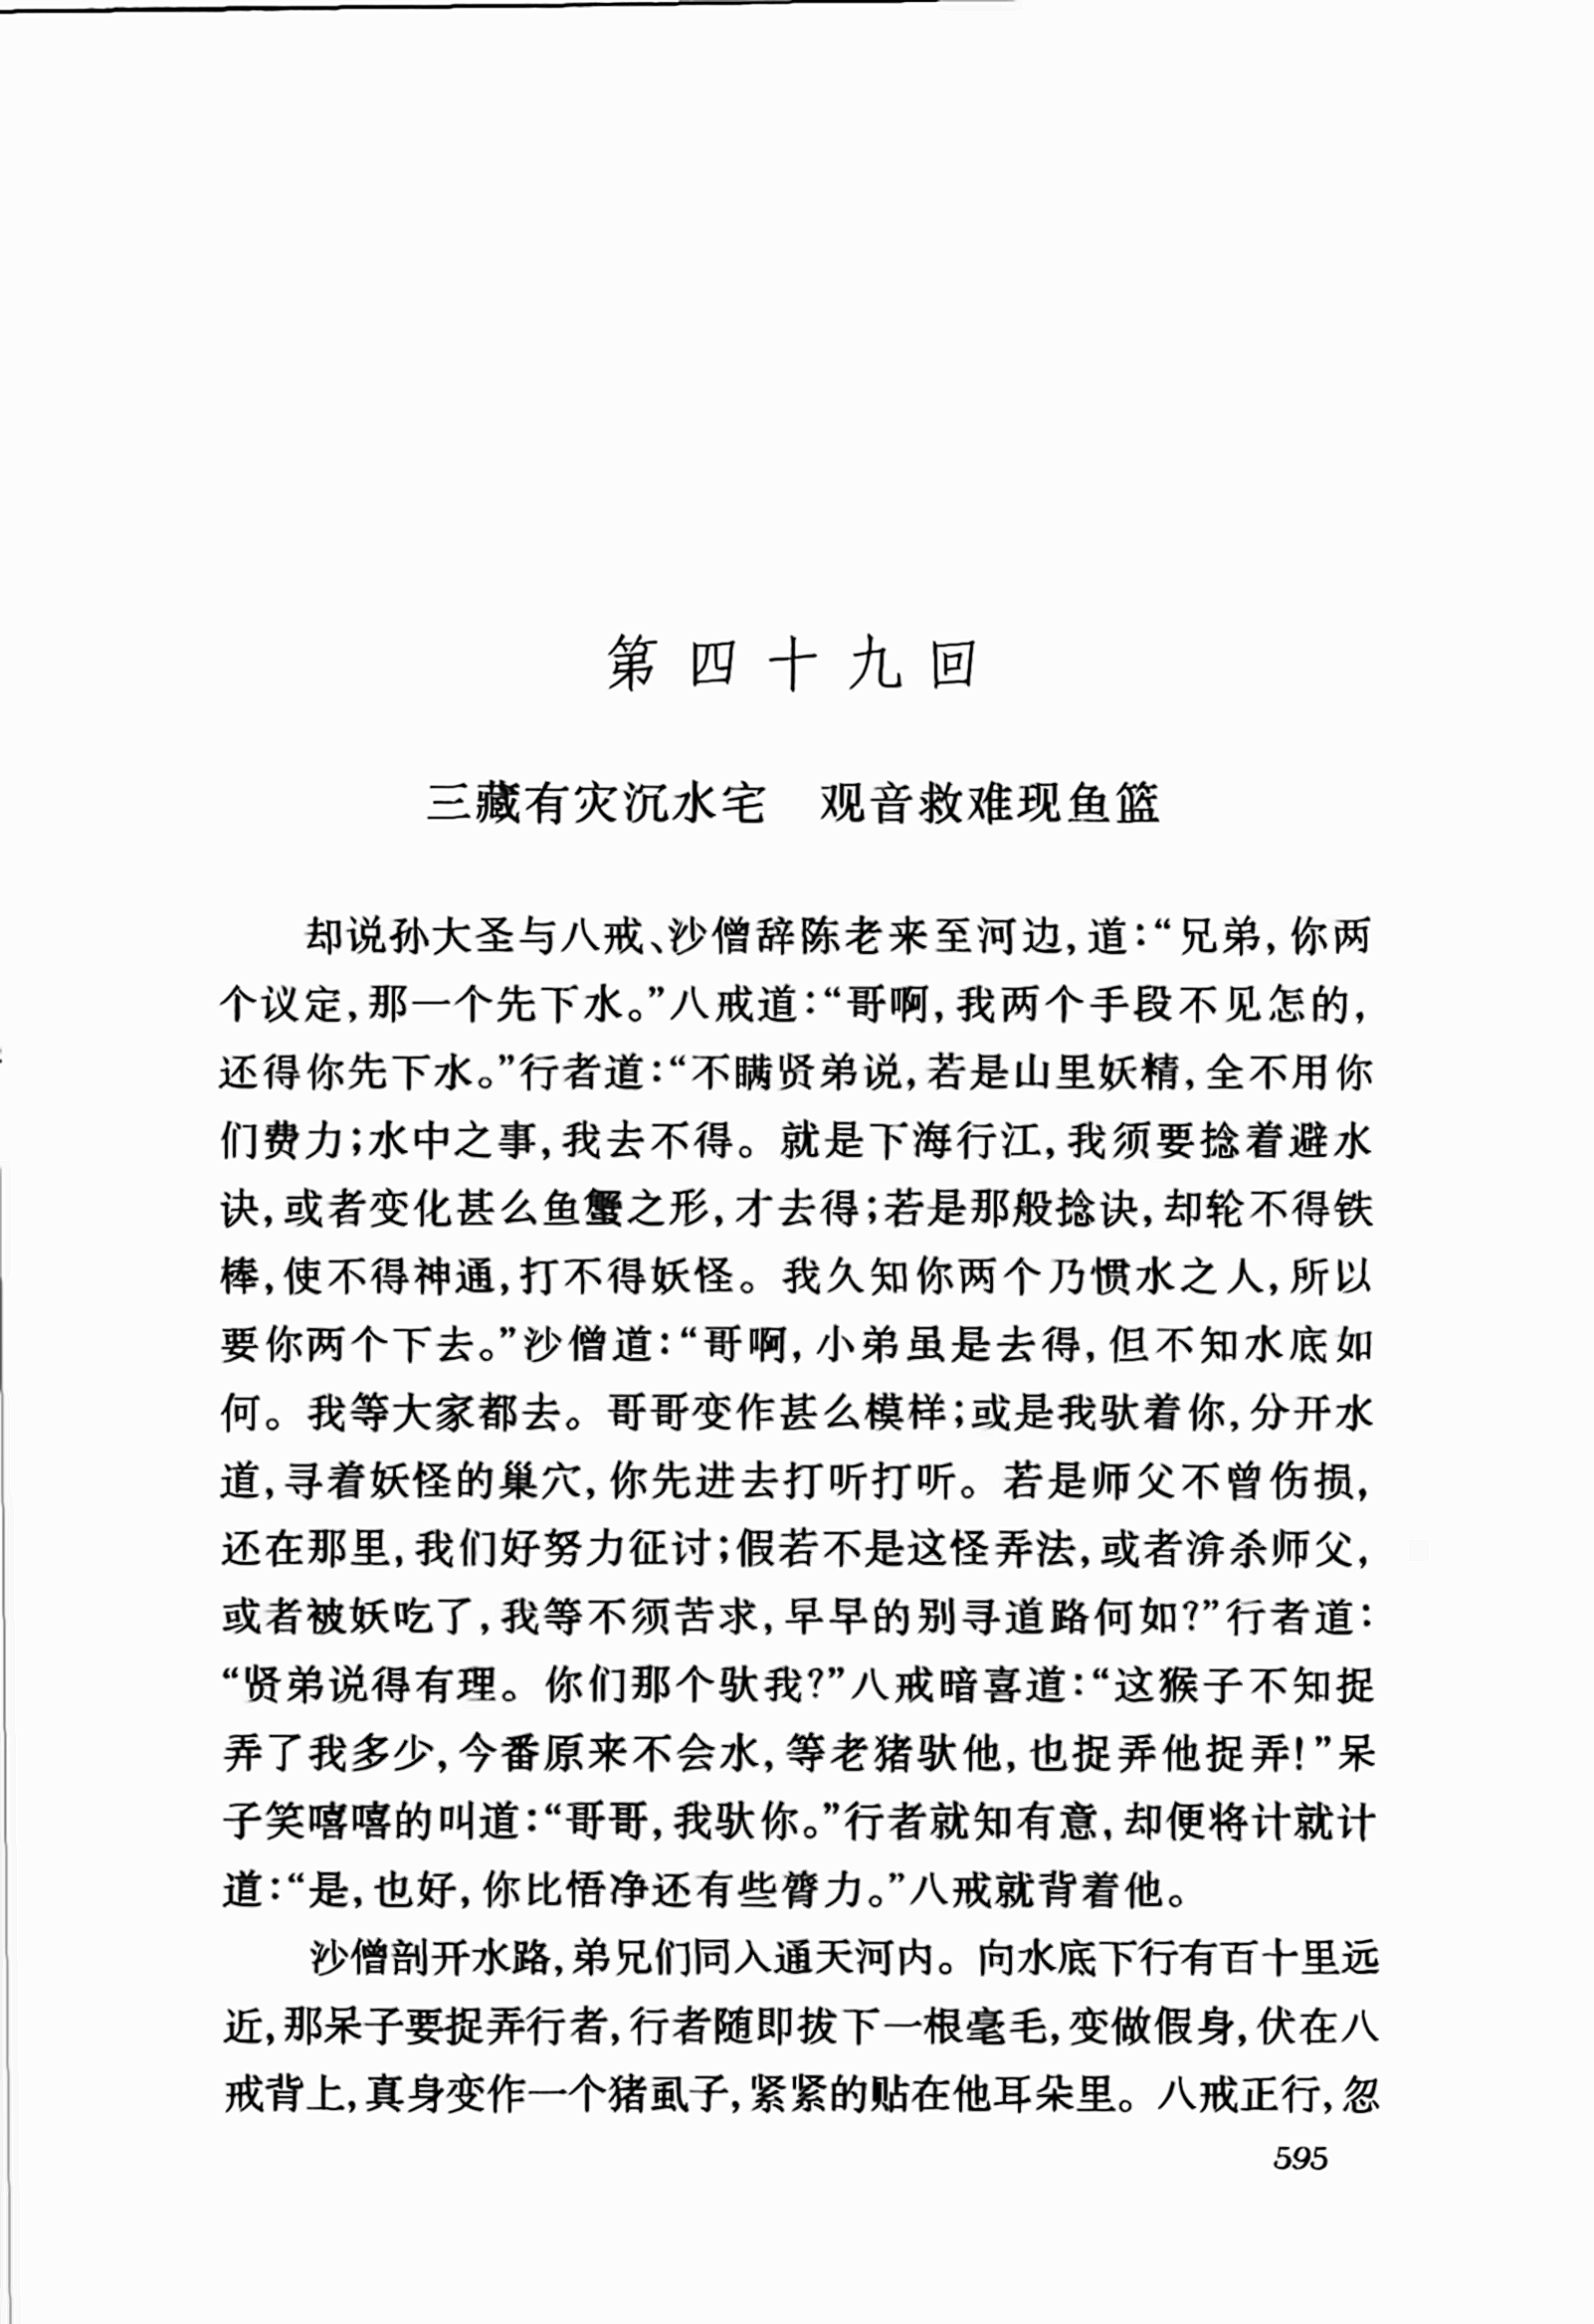 第四十九回
三藏有灾沉水宅　观音救难现鱼篮
却说孙大圣与八戒、沙僧辞陈老来至河边,道:“兄弟,你两
个议定,那一个先下水。”八戒道:“哥啊,我两个手段不见怎的,
还得你先下水。”行者道:“不瞒贤弟说,若是山里妖精,全不用你
们费力;水中之事,我去不得。就是下海行江,我须要捻着避水
诀,或者变化甚么鱼蟹之形,才去得;若是那般捻诀,却轮不得铁
棒,使不得神通,打不得妖怪。我久知你两个乃惯水之人,所以
要你两个下去。”沙僧道:“哥啊,小弟虽是去得,但不知水底如
何。我等大家都去。哥哥变作甚么模样;或是我驮着你,分开水
道,寻着妖怪的巢穴,你先进去打听打听。若是师父不曾伤损,
还在那里,我们好努力征讨;假若不是这怪弄法,或者渰杀师父,
或者被妖吃了,我等不须苦求,早早的别寻道路何如?”行者道:
“贤弟说得有理。你们那个驮我?”八戒暗喜道:“这猴子不知捉
弄了我多少,今番原来不会水,等老猪驮他,也捉弄他捉弄!”呆
子笑嘻嘻的叫道:“哥哥,我驮你。”行者就知有意,却便将计就计
道:“是,也好,你比悟净还有些膂力。”八戒就背着他。
沙僧剖开水路,弟兄们同入通天河内。向水底下行有百十里远
近,那呆子要捉弄行者,行者随即拔下一根毫毛,变做假身,伏在八
戒背上,真身变作一个猪虱子,紧紧的贴在他耳朵里。八戒正行,忽
595